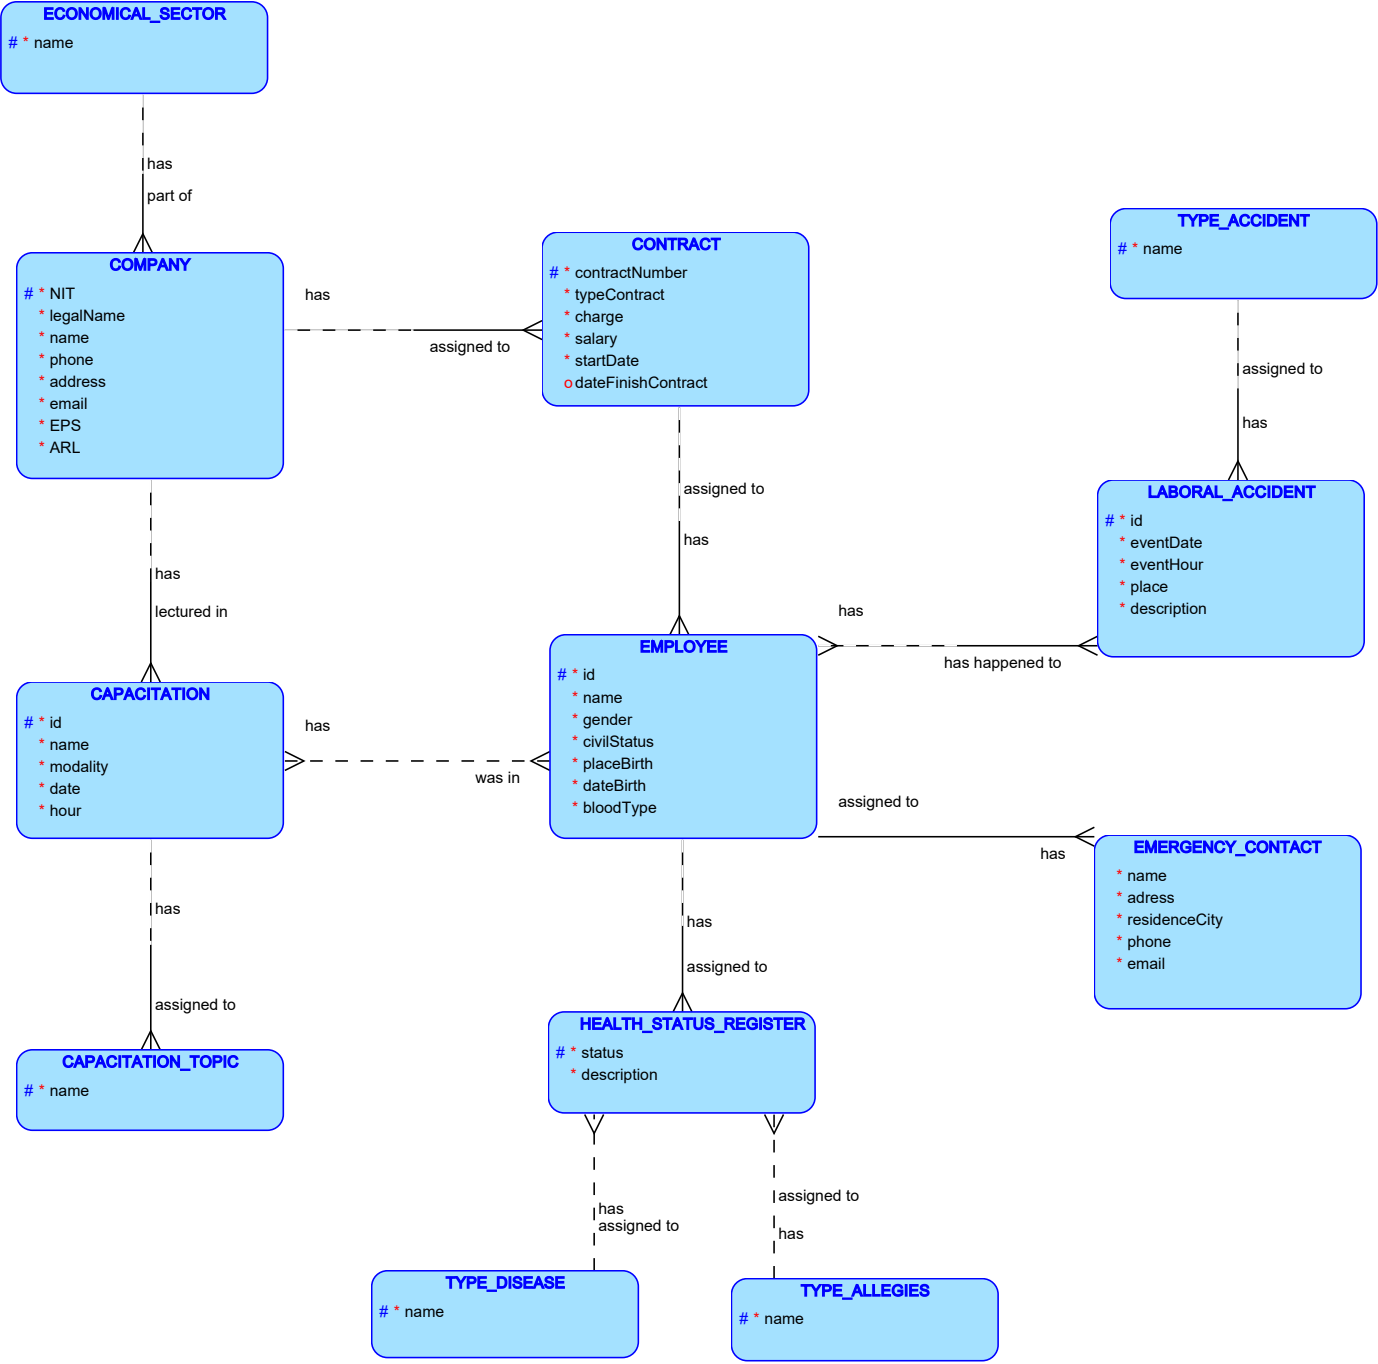 ECONOMICAL_SECTOR
# * name
has
part of
COMPANY
# * NIT
* legalName
* name
* phone
* address
* email
* EPS
* ARL
has
assigned to
CONTRACT
# * contractNumber
* typeContract
* charge
* salary
* startDate
o dateFinishContract
TYPE_ACCIDENT
# * name
assigned to
has
LABORAL_ACCIDENT
# * id
* eventDate
* eventHour
* place
* description
assigned to
has
has
lectured in
has
has happened to
EMPLOYEE
# * id
* name
* gender
* civilStatus
* placeBirth
* dateBirth
* bloodType
CAPACITATION
# * id
* name
* modality
* date
* hour
has
was in
assigned to
has
EMERGENCY_CONTACT
* name
* adress
* residenceCity
* phone
* email
has
assigned to
has
assigned to
CAPACITATION_TOPIC
# * name
HEALTH_STATUS_REGISTER
# * status
* description
has
assigned to
assigned to
has
TYPE_DISEASE
# * name
TYPE_ALLEGIES
# * name